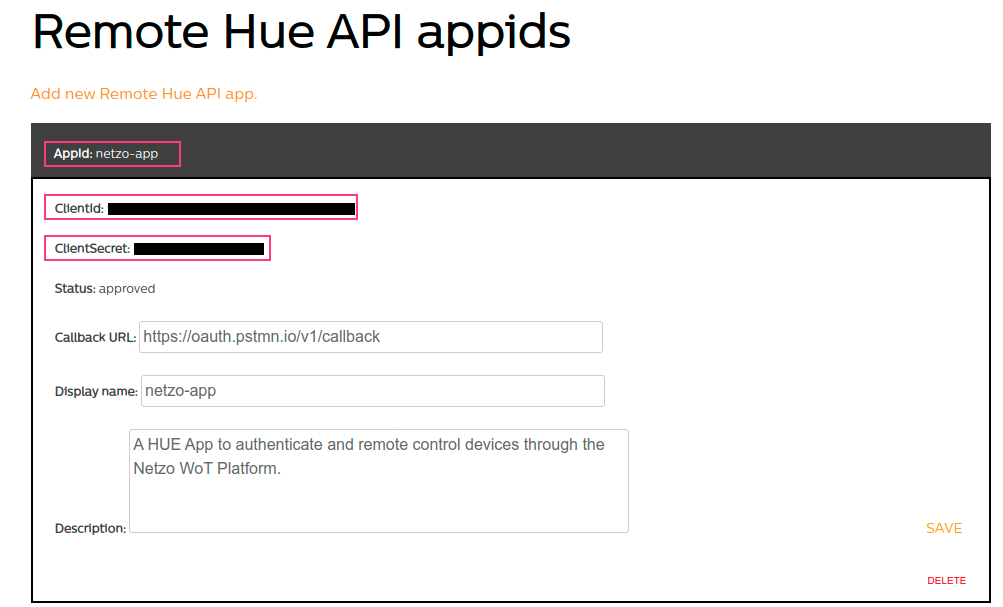 Remote Hue API appids
Add new Remote Hue API app.
AppId: netzo-app
ClientId:
ClientSecret:
Status: approved
Callback URL: https://oauth.pstmn.io/v1/callback
Display name: netzo-app
A HUE App to authenticate and remote control devices through the
Netzo WoT Platform.
Description:
SAVE
DELETE